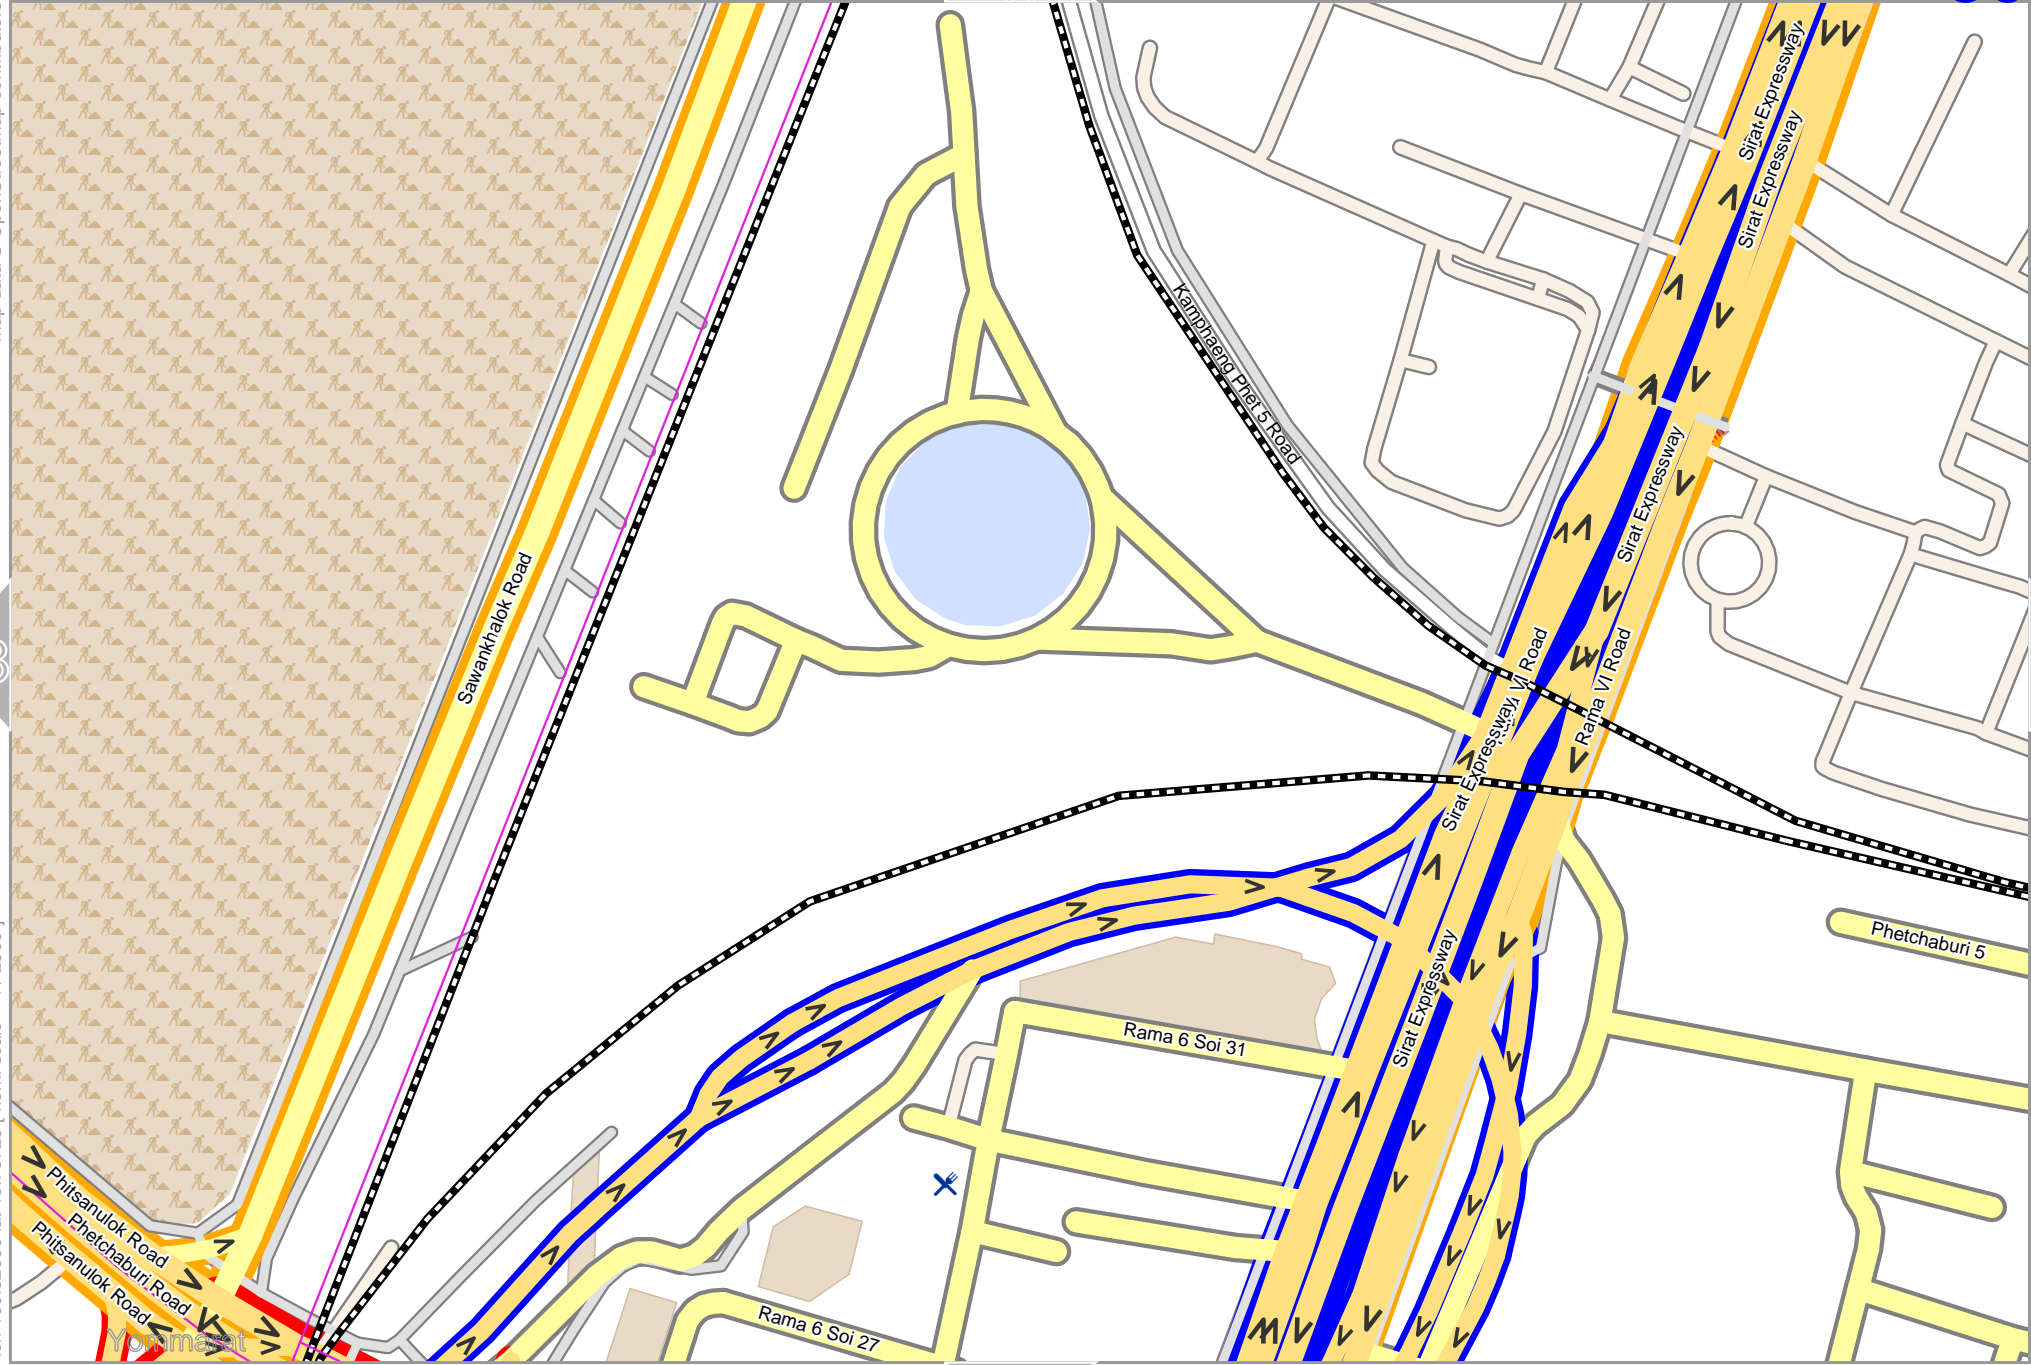 Sirat Expressway
Sirat Expressway
Kamphaeng Phet 5 Road
Sirat Expressway
Sawankhalok Road
Rama VI Road
Sirat Expressway
Rama VI Road
Phetchaburi 5
Sirat Expressway
Rama 6 Soi 31
Phitsanulok Road
Phetchaburi Road
Phitsanulok Road
Yommarat
Rama 6 Soi 27